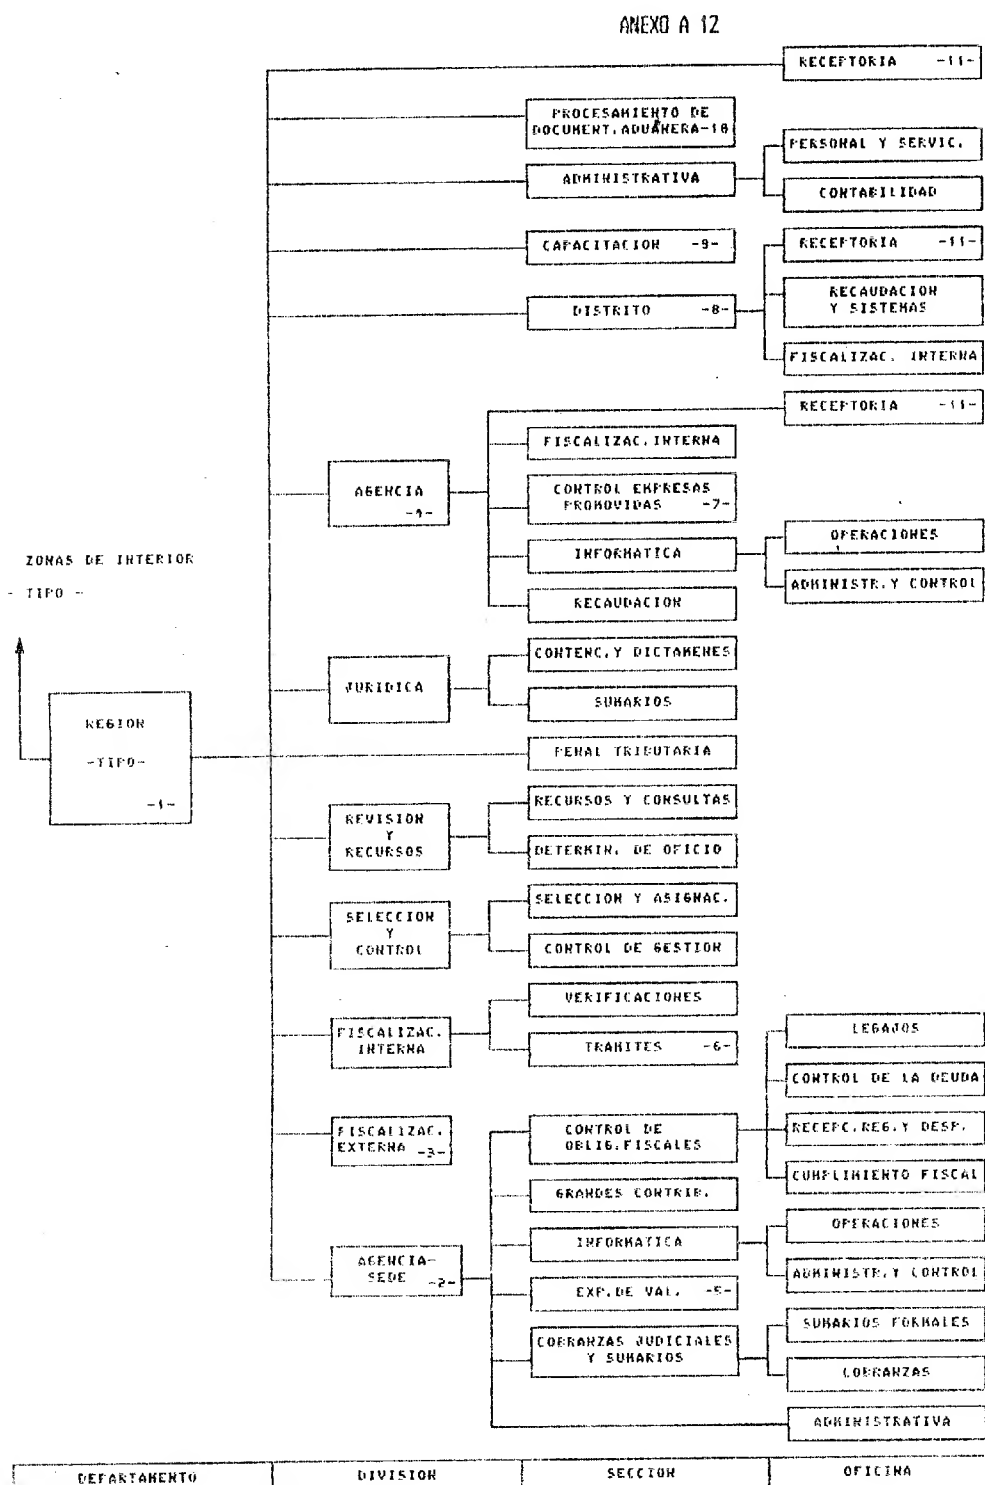 ANEXO A 12
RECEPTORIA -11-
PROCESAMIENTO DE
DOCUMENT.ADUANERA-10
PERSONAL Y SERVIC.
ADMINISTRATIVA
CONTABILIDAD
CAPACITACION -9-
RECEPTORIA -11-
RECAUDACION
Y SISTEMAS
DISTRITO -8-
FISCALIZAC. INTERNA
RECEPTORIA -11-
FISCALIZAC.INTERNA
AGENCIA
-4-
CONTROL EMPRESAS
PROMOVIDAS -7-
OPERACIONES
INFORMATICA
ADMINISTR.Y CONTROL
RECAUDACION
ZONAS DE INTERIOR
- TIPO -
CONTENC.Y DICTAMENES
JURIDICA
SUMARIOS
REGION
-TIPO-
-1-
PENAL TRIBUTARIA
RECURSOS Y CONSULTAS
REVISION
Y
RECURSOS
DETERMIN. DE OFICIO
SELECCION Y ASIGNAC.
SELECCION
Y
CONTROL
CONTROL DE GESTION
VERIFICACIONES
FISCALIZAC.
INTERNA
TRAMITES -6-
LEGAJOS
CONTROL DE LA DEUDA
FISCALIZAC.
EXTERNA -3-
CONTROL DE
OBLIG.FISCALES
RECEPC.REG.Y DESP.
CUMPLIMIENTO FISCAL
GRANDES CONTRIB.
OPERACIONES
INFORMATICA
ADMINISTR.Y CONTROL
AGENCIA-
SEDE -2-
EXP.DE VAL. -5-
SUMARIOS FORMALES
COBRANZAS JUDICIALES
Y SUMARIOS
COBRANZAS
ADMINISTRATIVA
DEPARTAMENTO DIVISION SECCION OFICINA